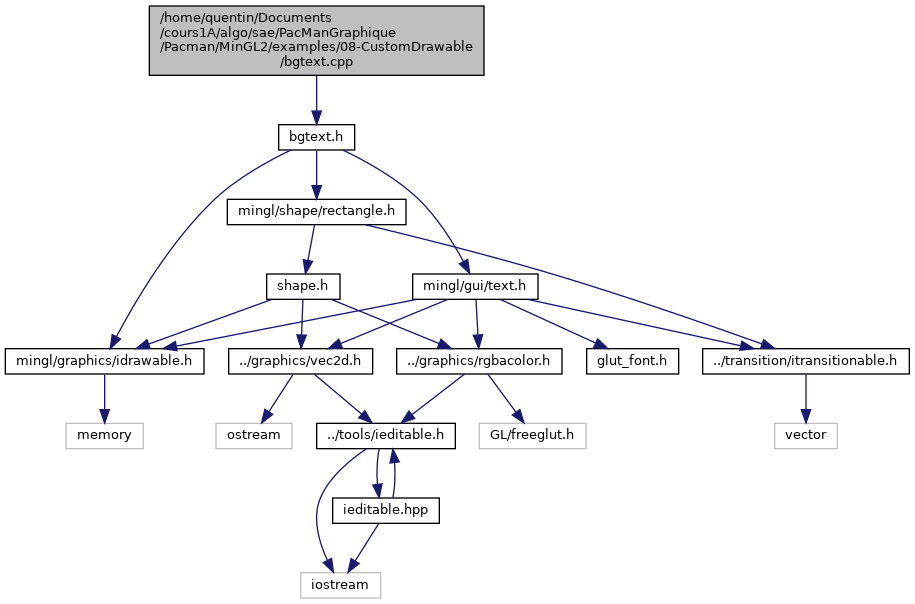 /home/quentin/Documents
/cours1A/algo/sae/PacManGraphique
/Pacman/MinGL2/examples/08-CustomDrawable
/bgtext.cpp
bgtext.h
mingl/shape/rectangle.h
shape.h
mingl/gui/text.h
mingl/graphics/idrawable.h
../graphics/vec2d.h
../graphics/rgbacolor.h
glut_font.h
../transition/itransitionable.h
memory
ostream
../tools/ieditable.h
GL/freeglut.h
vector
ieditable.hpp
iostream